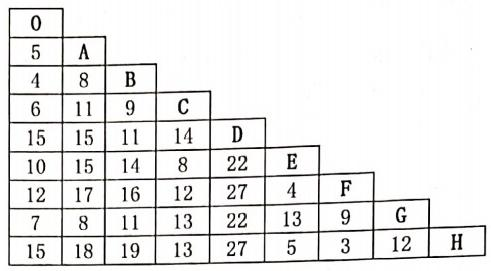 O
5 A
4 8 B
6 11 9 C
15 15 11 14 D
10 15 14 8 22 E
12 17 16 12 27 4 F
7 8 11 13 22 13 9 G
15 18 19 13 27 5 3 12 H